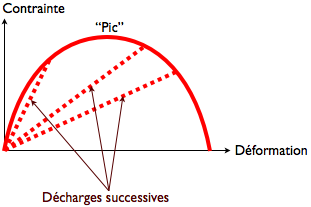 Contrainte
“Pic”
Déformation
Décharges successives